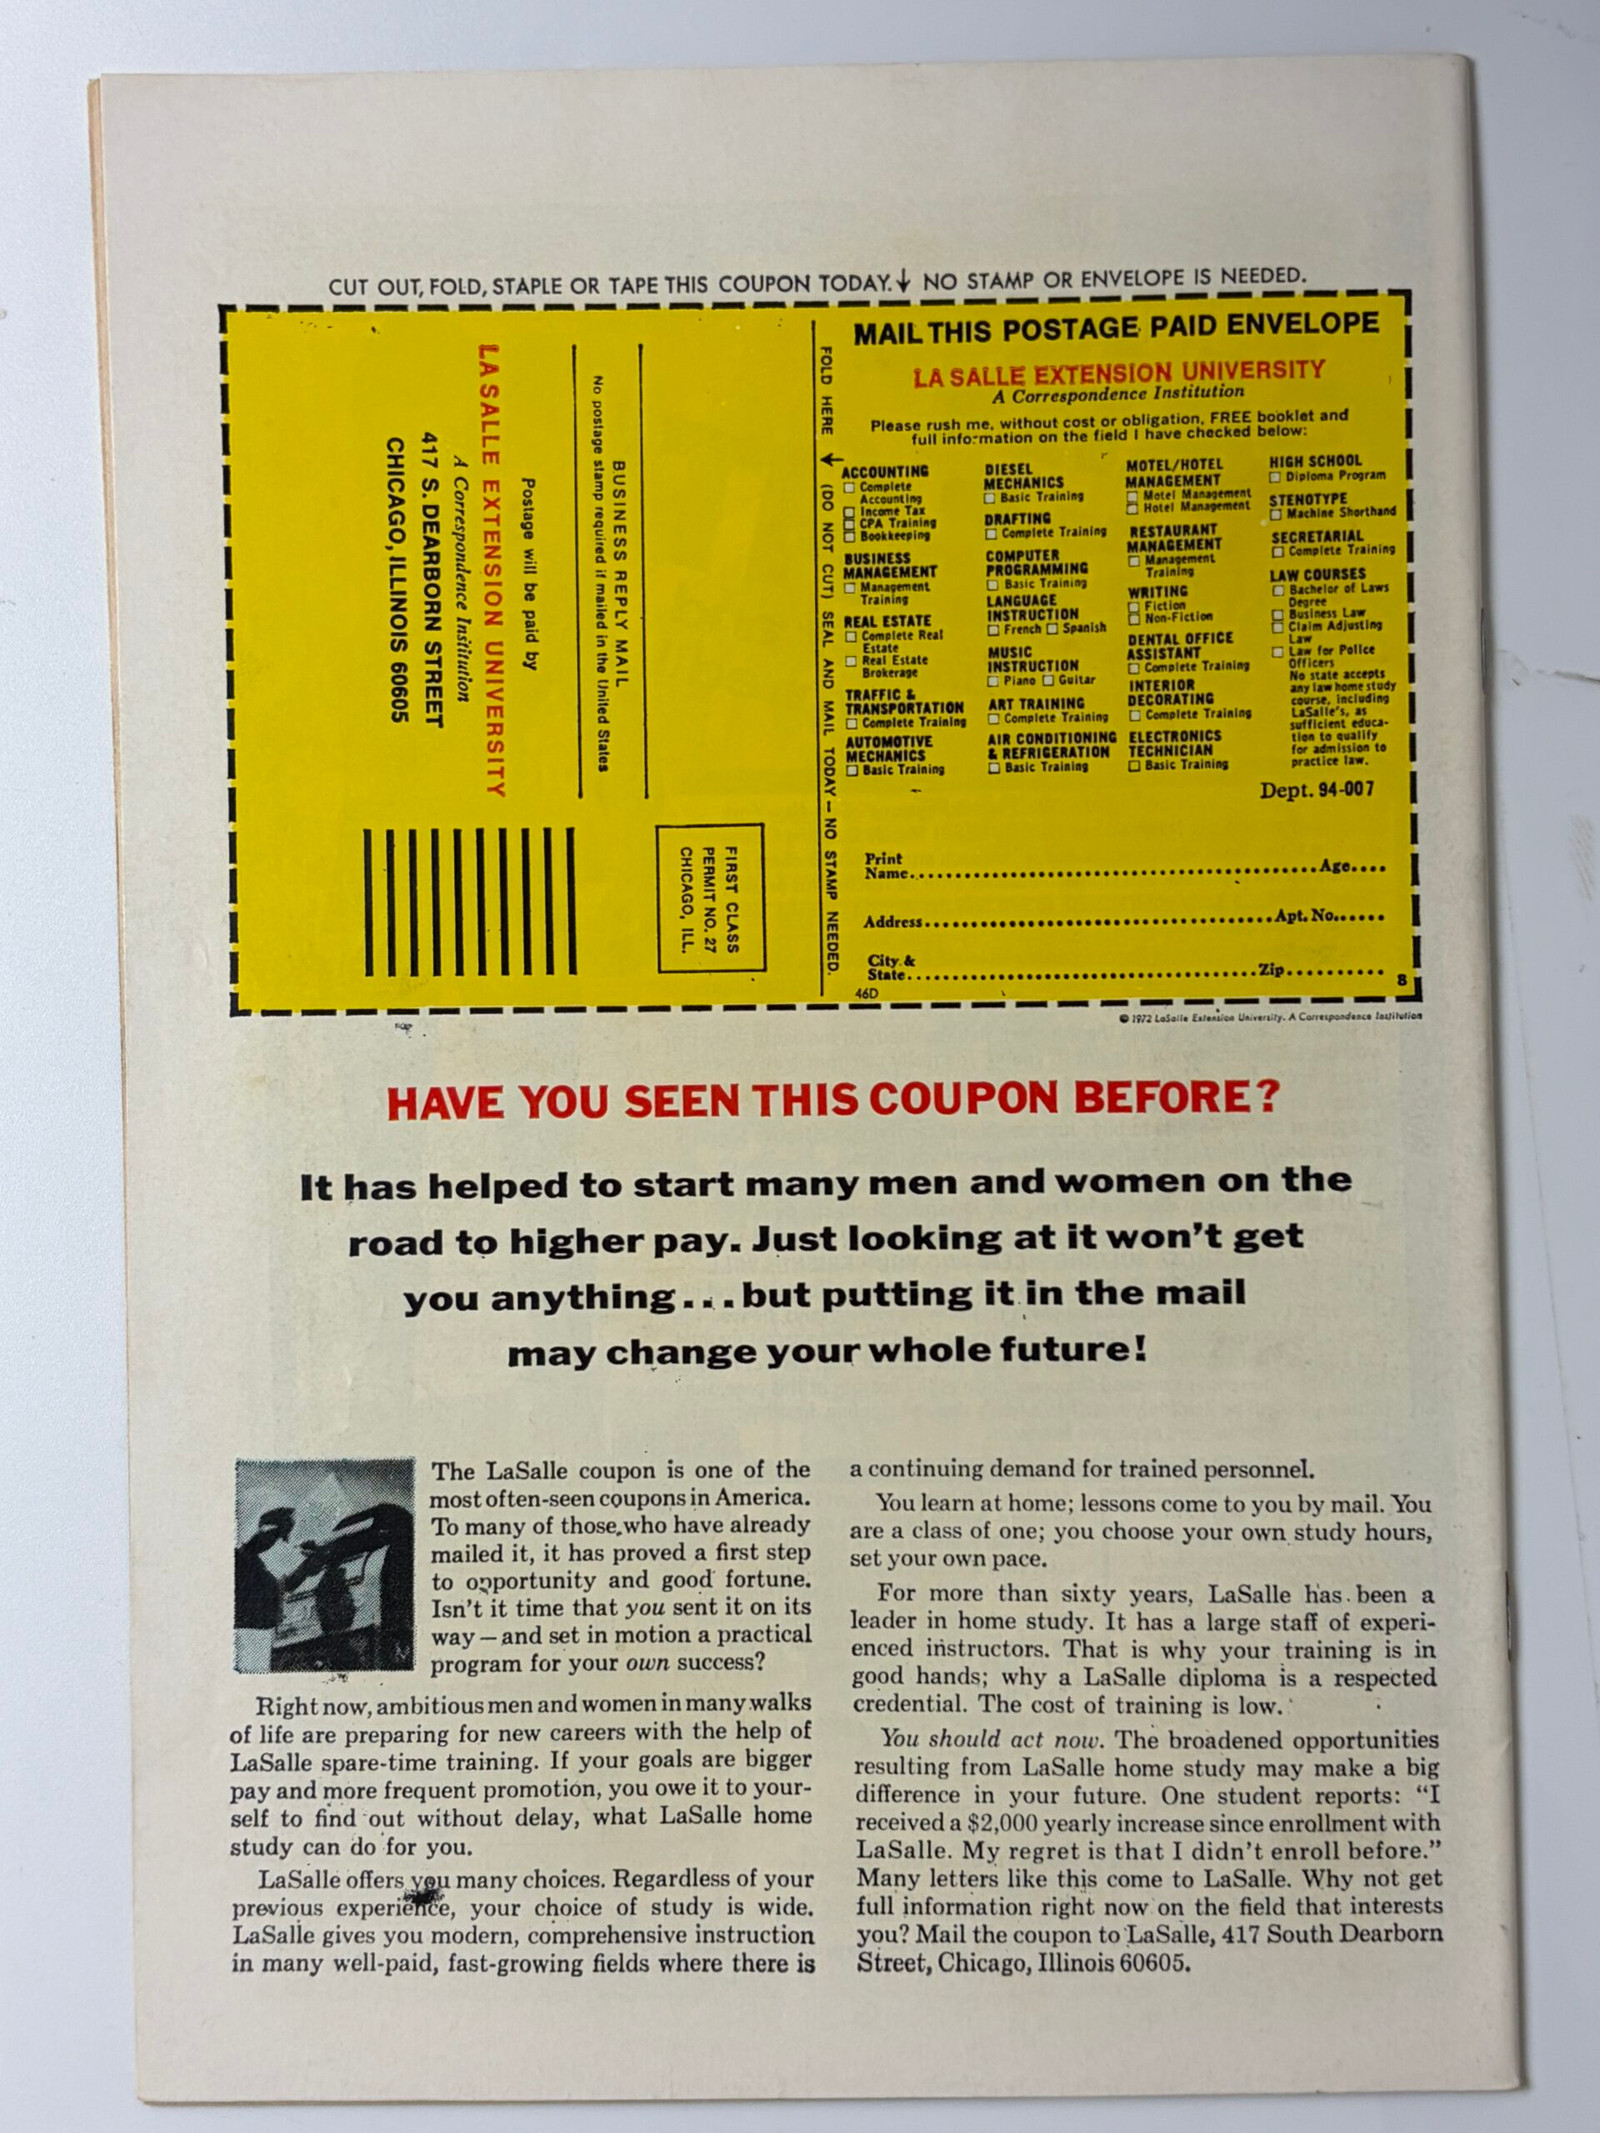 CUT OUT, FOLD, STAPLE OR TAPE THIS COUPON TODAY. ↓ NO STAMP OR ENVELOPE IS NEEDED.
BUSINESS REPLY MAIL
No postage stamp required if mailed in the United States
Postage will be paid by
LA SALLE EXTENSION UNIVERSITY
A Correspondence Institution
417 S. DEARBORN STREET
CHICAGO, ILLINOIS 60605
FIRST CLASS
PERMIT NO. 27
CHICAGO, ILL.
FOLD HERE → (DO NOT CUT) SEAL AND MAIL TODAY – NO STAMP NEEDED.
MAIL THIS POSTAGE PAID ENVELOPE
LA SALLE EXTENSION UNIVERSITY
A Correspondence Institution
Please rush me, without cost or obligation, FREE booklet and
full information on the field I have checked below:
ACCOUNTING
□ Complete
Accounting
□ Income Tax
□ CPA Training
□ Bookkeeping
BUSINESS
MANAGEMENT
□ Management
Training
REAL ESTATE
□ Complete Real
Estate
□ Real Estate
Brokerage
TRAFFIC &
TRANSPORTATION
□ Complete Training
AUTOMOTIVE
MECHANICS
□ Basic Training
DIESEL
MECHANICS
□ Basic Training
DRAFTING
□ Complete Training
COMPUTER
PROGRAMMING
□ Basic Training
LANGUAGE
INSTRUCTION
□ French □ Spanish
MUSIC
INSTRUCTION
□ Piano □ Guitar
ART TRAINING
□ Complete Training
AIR CONDITIONING
& REFRIGERATION
□ Basic Training
MOTEL/HOTEL
MANAGEMENT
□ Motel Management
□ Hotel Management
RESTAURANT
MANAGEMENT
□ Management
Training
WRITING
□ Fiction
□ Non-Fiction
DENTAL OFFICE
ASSISTANT
□ Complete Training
INTERIOR
DECORATING
□ Complete Training
ELECTRONICS
TECHNICIAN
□ Basic Training
HIGH SCHOOL
□ Diploma Program
STENOTYPE
□ Machine Shorthand
SECRETARIAL
□ Complete Training
LAW COURSES
□ Bachelor of Laws
Degree
□ Business Law
□ Claim Adjusting
Law
□ Law for Police
Officers
No state accepts
any law home study
course, including
LaSalle's, as
sufficient educa-
tion to qualify
for admission to
practice law.
Dept. 94-007
Print
Name.......... Age....
Address.......... Apt. No......
City &
State.......... Zip..........
46D 8
© 1972 LaSalle Extension University. A Correspondence Institution
HAVE YOU SEEN THIS COUPON BEFORE?
It has helped to start many men and women on the
road to higher pay. Just looking at it won't get
you anything...but putting it in the mail
may change your whole future!
The LaSalle coupon is one of the
most often-seen coupons in America.
To many of those who have already
mailed it, it has proved a first step
to opportunity and good fortune.
Isn't it time that you sent it on its
way – and set in motion a practical
program for your own success?
Right now, ambitious men and women in many walks
of life are preparing for new careers with the help of
LaSalle spare-time training. If your goals are bigger
pay and more frequent promotion, you owe it to your-
self to find out without delay, what LaSalle home
study can do for you.
LaSalle offers you many choices. Regardless of your
previous experience, your choice of study is wide.
LaSalle gives you modern, comprehensive instruction
in many well-paid, fast-growing fields where there is
a continuing demand for trained personnel.
You learn at home; lessons come to you by mail. You
are a class of one; you choose your own study hours,
set your own pace.
For more than sixty years, LaSalle has been a
leader in home study. It has a large staff of experi-
enced instructors. That is why your training is in
good hands; why a LaSalle diploma is a respected
credential. The cost of training is low.
You should act now. The broadened opportunities
resulting from LaSalle home study may make a big
difference in your future. One student reports: "I
received a $2,000 yearly increase since enrollment with
LaSalle. My regret is that I didn't enroll before."
Many letters like this come to LaSalle. Why not get
full information right now on the field that interests
you? Mail the coupon to LaSalle, 417 South Dearborn
Street, Chicago, Illinois 60605.